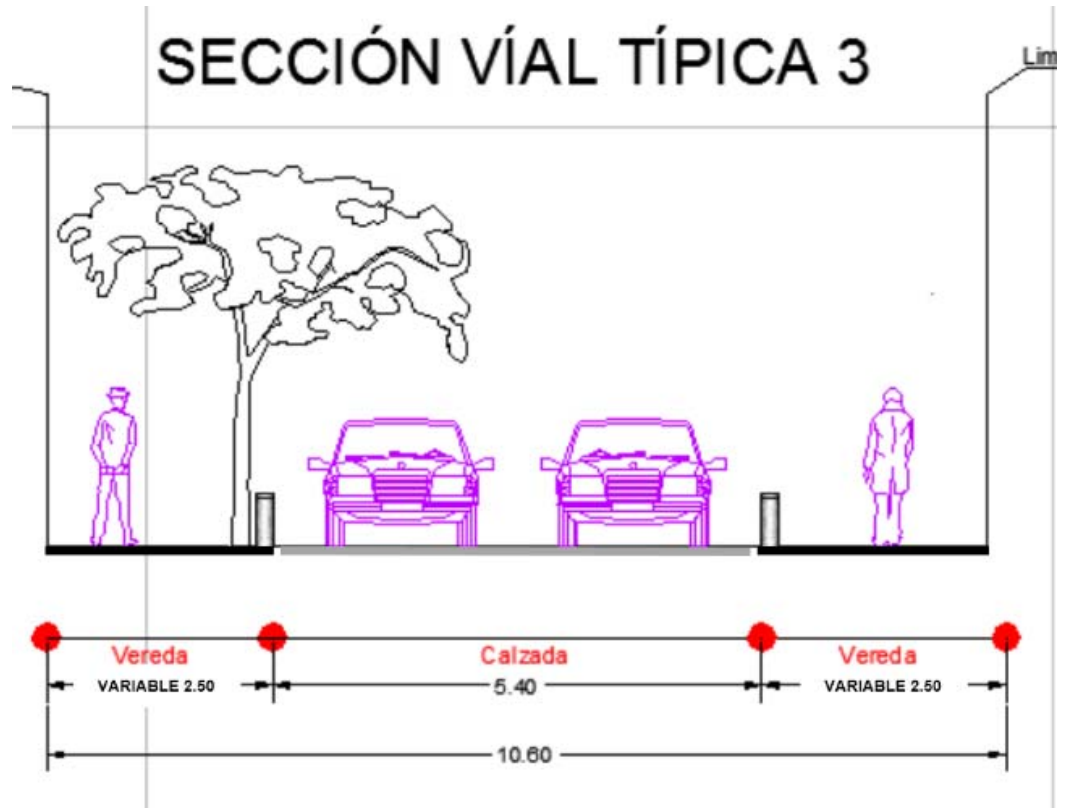 SECCIÓN VÍAL TÍPICA 3
Lim
Vereda Calzada Vereda
VARIABLE 2.50 5.40 VARIABLE 2.50
10.60